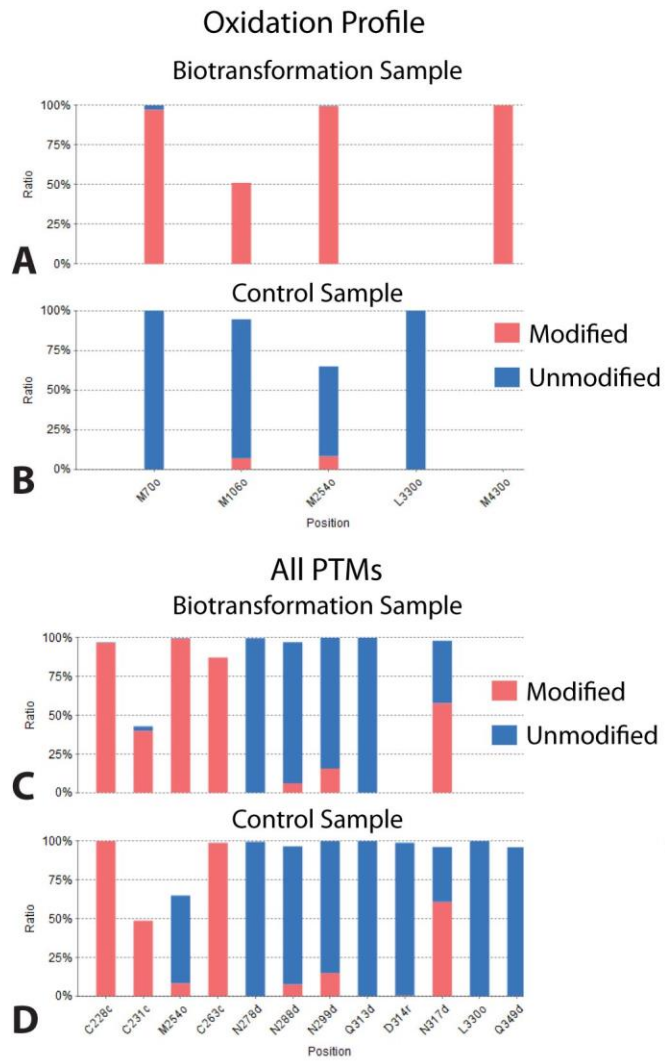 Oxidation Profile
Biotransformation Sample
100%
75%
50%
25%
0%
Ratio
A
Control Sample
100%
75%
50%
25%
0%
Ratio
B
Modified
Unmodified
M70o
M106o
M254o
L330o
M430o
Position
All PTMs
Biotransformation Sample
100%
75%
50%
25%
0%
Ratio
C
Modified
Unmodified
Control Sample
100%
75%
50%
25%
0%
Ratio
D
C228c
C231c
M254o
C263c
N278d
N288d
N299d
Q313d
D314r
N317d
L330o
Q349d
Position